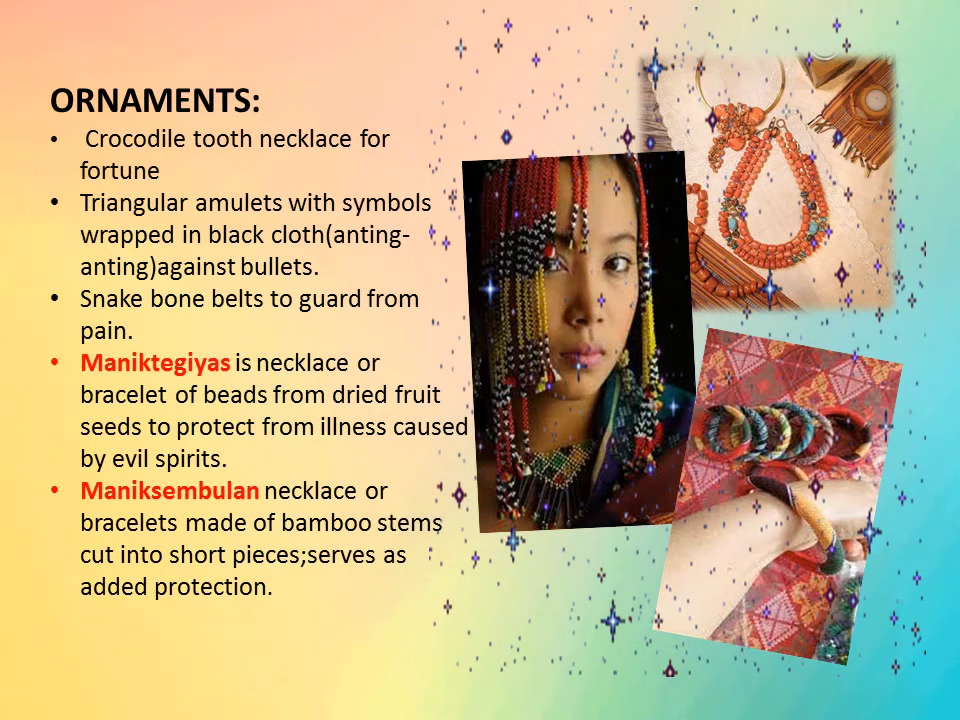 ORNAMENTS:
• Crocodile tooth necklace for
fortune
• Triangular amulets with symbols
wrapped in black cloth(anting-
anting)against bullets.
• Snake bone belts to guard from
pain.
• Maniktegiyas is necklace or
bracelet of beads from dried fruit
seeds to protect from illness caused
by evil spirits.
• Maniksembulan necklace or
bracelets made of bamboo stems
cut into short pieces;serves as
added protection.